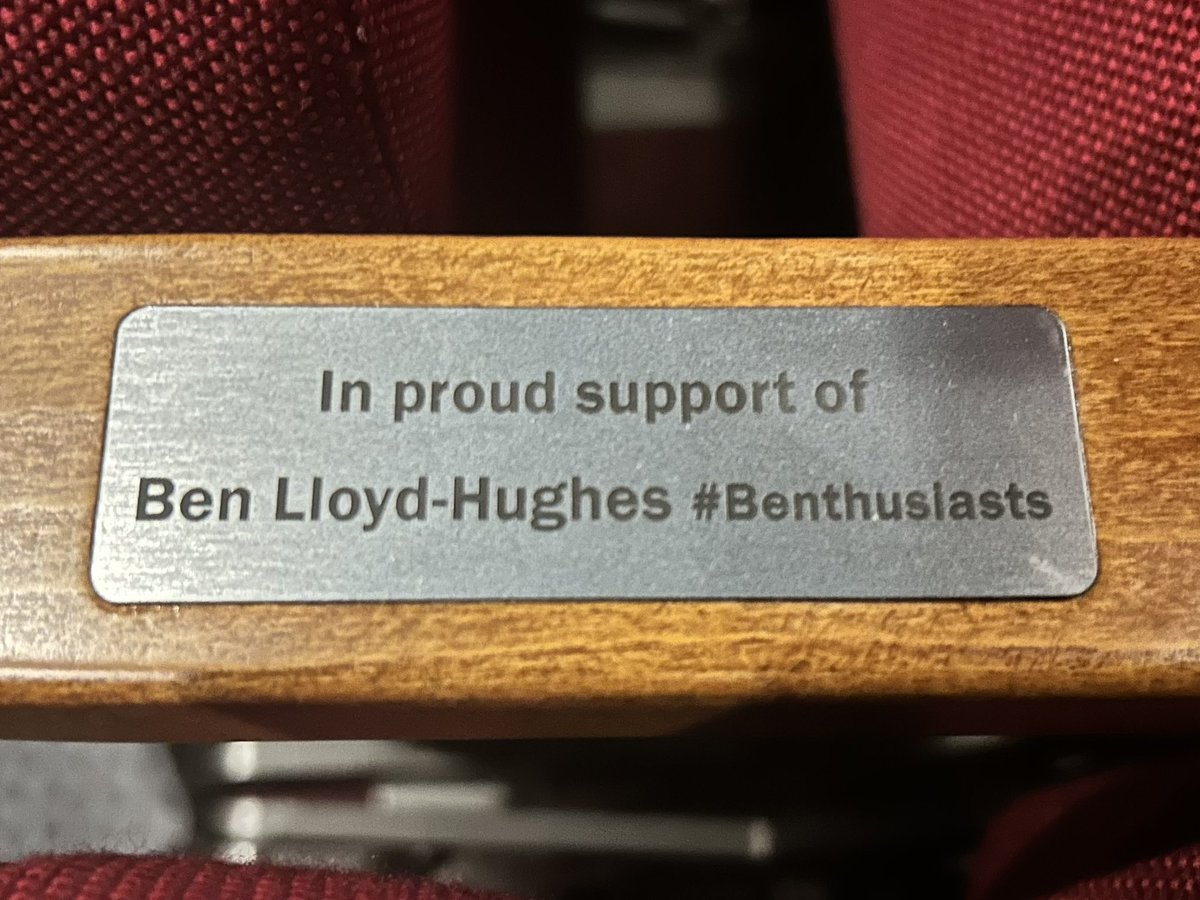 In proud support of
Ben Lloyd-Hughes #Benthusiasts